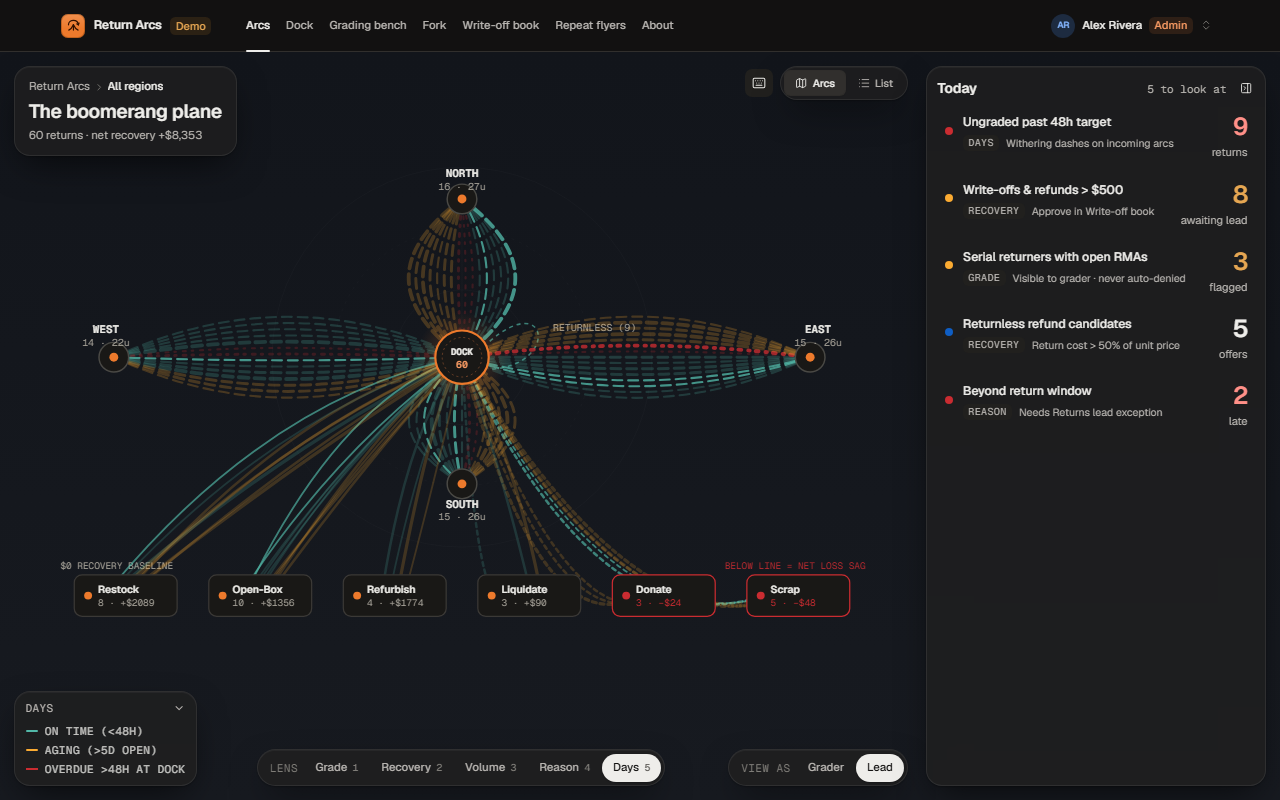 Return Arcs
Demo
Arcs
Dock
Grading bench
Fork
Write-off book
Repeat flyers
About
AR
Alex Rivera
Admin
Return Arcs > All regions
The boomerang plane
60 returns · net recovery +$8,353
Arcs
List
Today
5 to look at
Ungraded past 48h target
9
DAYS
Withering dashes on incoming arcs
returns
Write-offs & refunds > $500
8
RECOVERY
Approve in Write-off book
awaiting lead
Serial returners with open RMAs
3
GRADE
Visible to grader · never auto-denied
flagged
Returnless refund candidates
5
RECOVERY
Return cost > 50% of unit price
offers
Beyond return window
2
REASON
Needs Returns lead exception
late
NORTH
16 · 27u
WEST
14 · 22u
RETURNLESS (9)
EAST
15 · 26u
DOCK
60
SOUTH
15 · 26u
$0 RECOVERY BASELINE
BELOW LINE = NET LOSS SAG
Restock
8 · +$2089
Open-Box
10 · +$1356
Refurbish
4 · +$1774
Liquidate
3 · +$90
Donate
3 · -$24
Scrap
5 · -$48
DAYS
ON TIME (<48H)
AGING (>5D OPEN)
OVERDUE >48H AT DOCK
LENS
Grade 1
Recovery 2
Volume 3
Reason 4
Days 5
VIEW AS
Grader
Lead